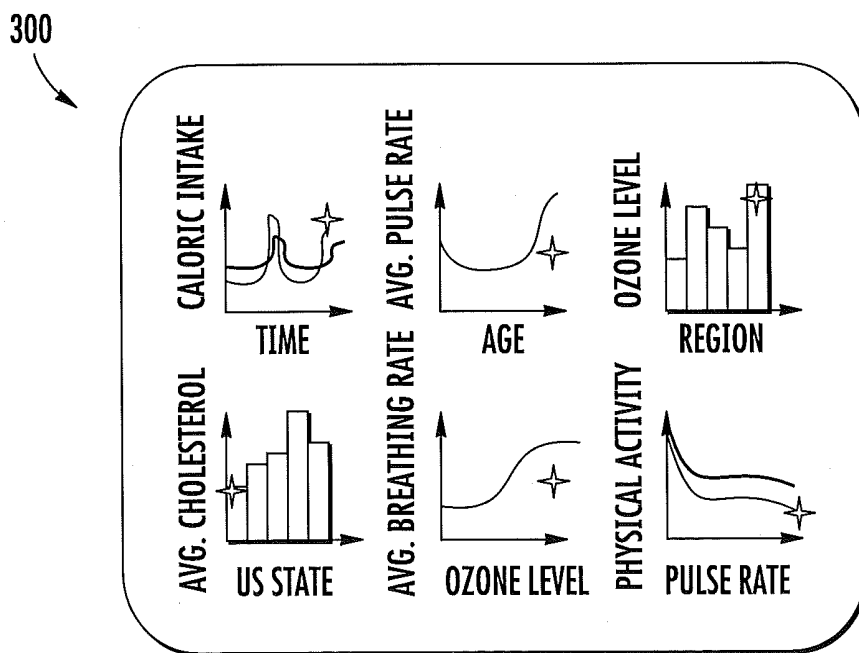 300
CALORIC INTAKE
TIME
AVG. PULSE RATE
AGE
OZONE LEVEL
REGION
AVG. CHOLESTEROL
US STATE
AVG. BREATHING RATE
OZONE LEVEL
PHYSICAL ACTIVITY
PULSE RATE